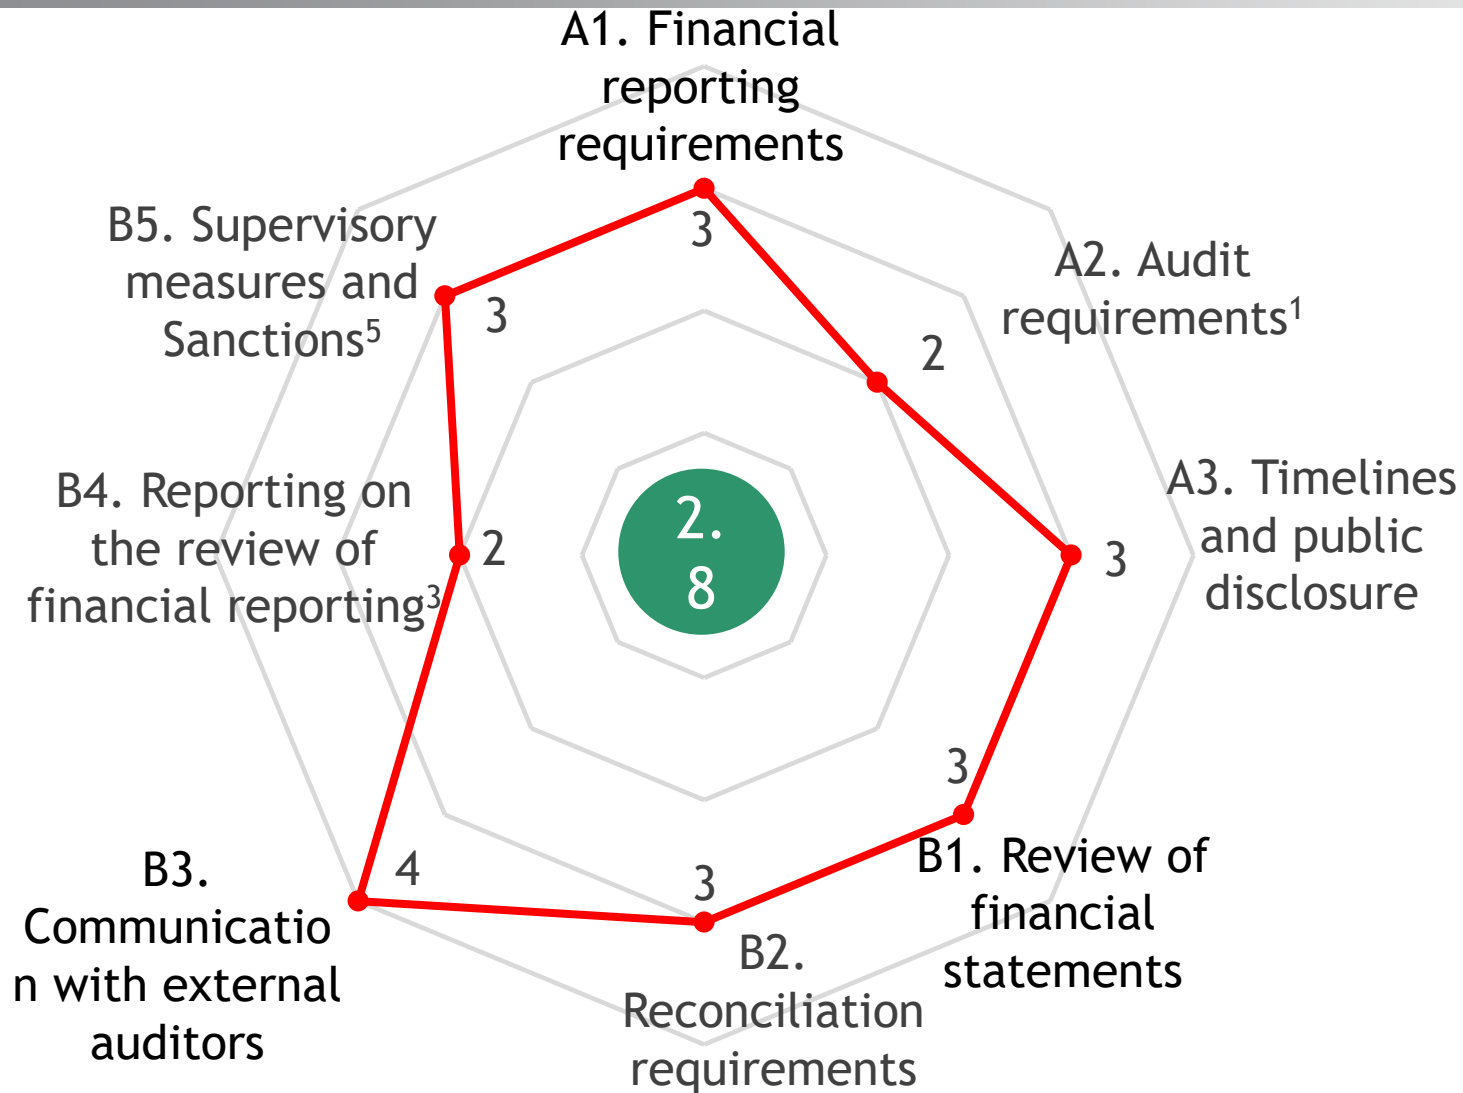 A1. Financial
reporting
requirements
3
A2. Audit
requirements¹
2
A3. Timelines
and public
disclosure
3
B1. Review of
financial
statements
3
B2.
Reconciliation
requirements
3
B3.
Communicatio
n with external
auditors
4
B4. Reporting on
the review of
financial reporting³
2
B5. Supervisory
measures and
Sanctions⁵
3
2.
8